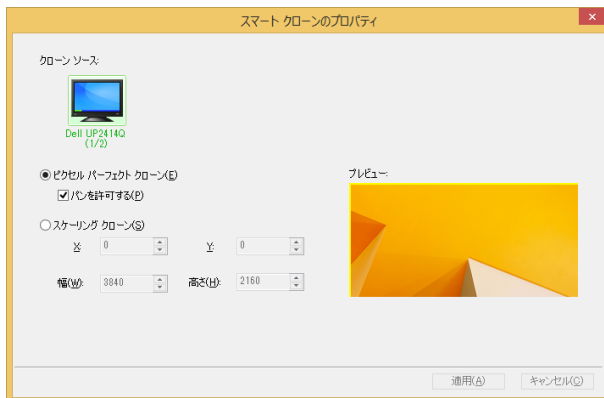 スマート クローンのプロパティ
クローン ソース:
Dell UP2414Q
(1/2)
ピクセル パーフェクト クローン(E)
パンを許可する(P)
プレビュー:
スケーリング クローン(S)
X: 0 Y: 0
幅(W): 3840 高さ(H): 2160
適用(A) キャンセル(C)